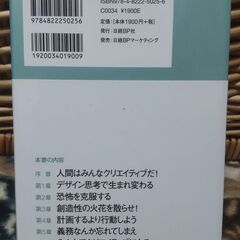 ISBN978-4-8222-5025-6
C0034 ¥1900E
9784822250256
定価(本体1900円+税)
発行:日経BP社
発売:日経BPマーケティング
1920034019009
本書の内容
序 章 人間はみんなクリエイティブだ!
第1章 デザイン思考で生まれ変わる
第2章 恐怖を克服する
第3章 創造性の火花を散らせ!
第4章 計画するより行動しよう
第5章 義務なんか忘れてしまえ